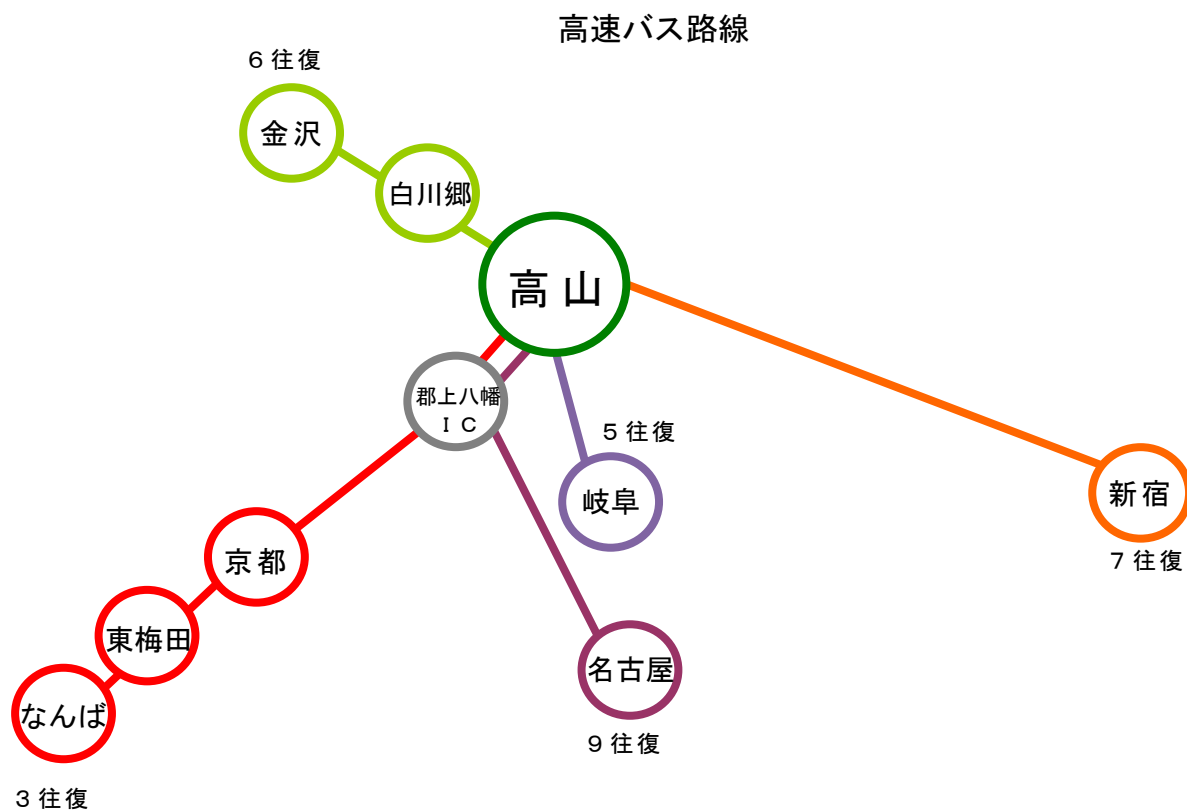 高速バス路線
６往復
金沢
白川郷
高山
郡上八幡
ＩＣ
５往復
岐阜
新宿
７往復
京都
東梅田
名古屋
なんば
９往復
３往復